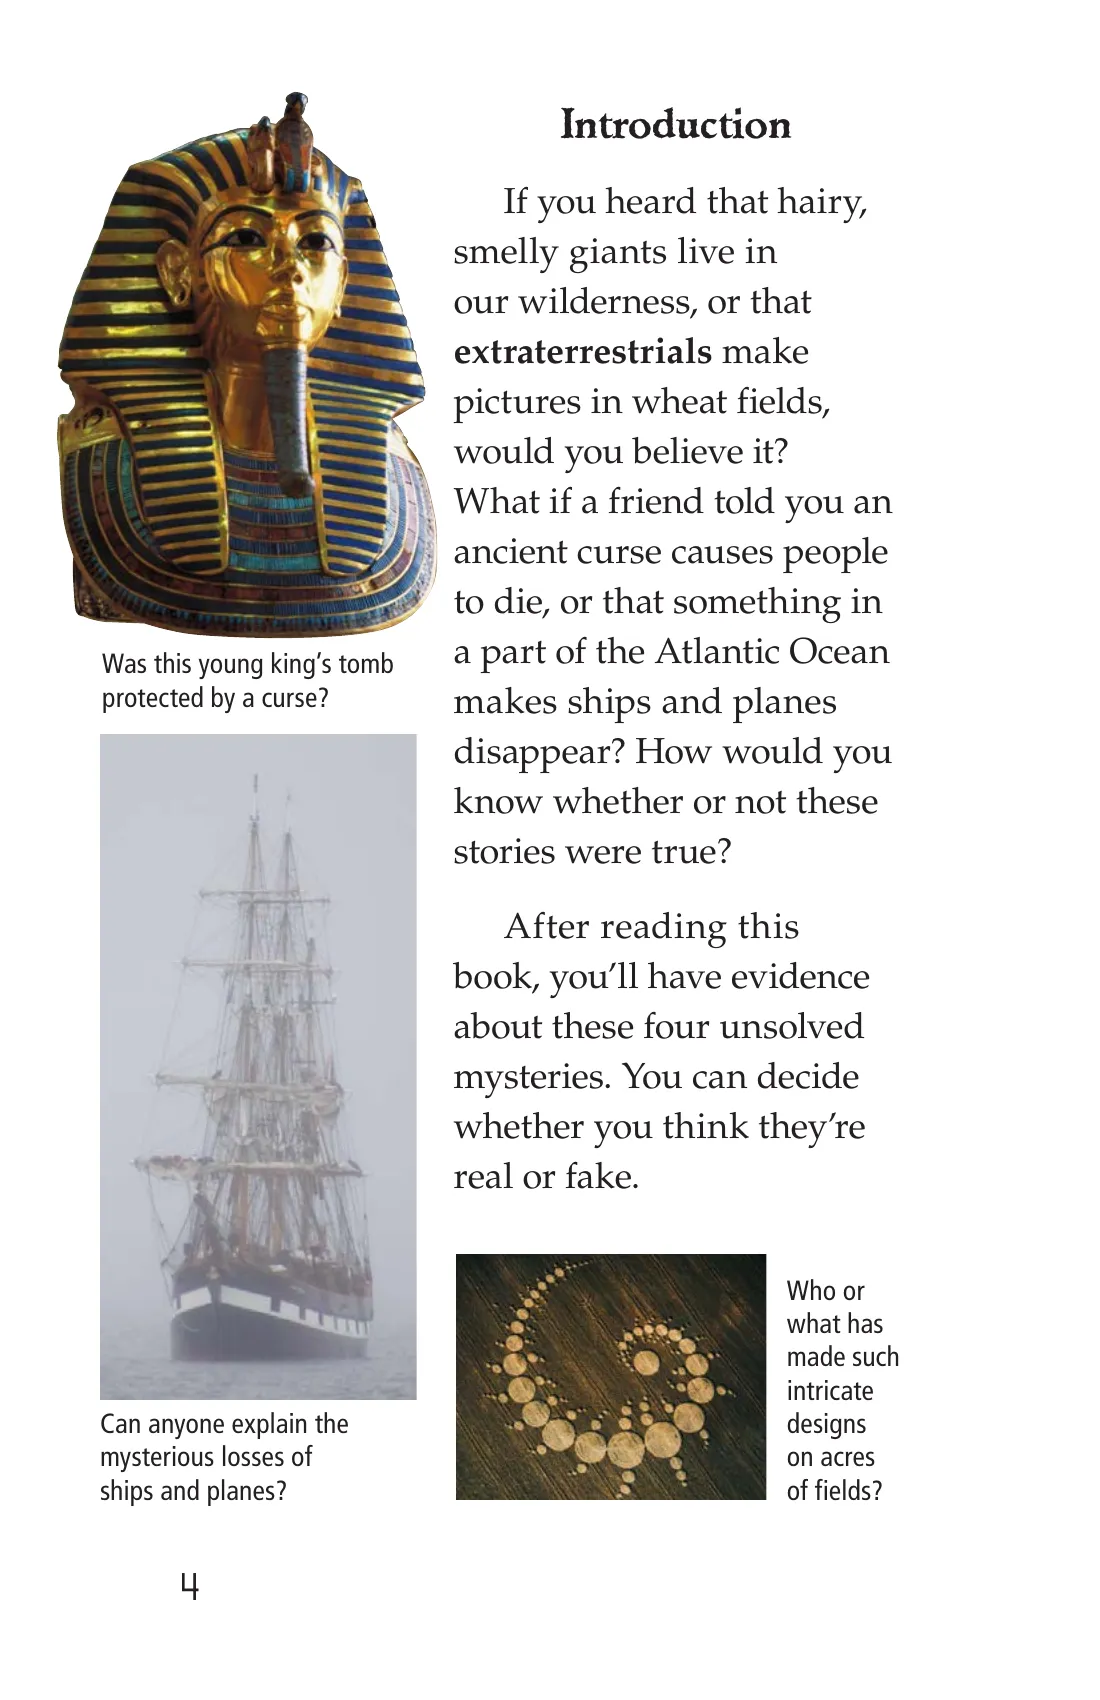 Introduction
If you heard that hairy,
smelly giants live in
our wilderness, or that
extraterrestrials make
pictures in wheat fields,
would you believe it?
What if a friend told you an
ancient curse causes people
to die, or that something in
a part of the Atlantic Ocean
makes ships and planes
disappear? How would you
know whether or not these
stories were true?
After reading this
book, you’ll have evidence
about these four unsolved
mysteries. You can decide
whether you think they’re
real or fake.
Was this young king’s tomb
protected by a curse?
Can anyone explain the
mysterious losses of
ships and planes?
Who or
what has
made such
intricate
designs
on acres
of fields?
4